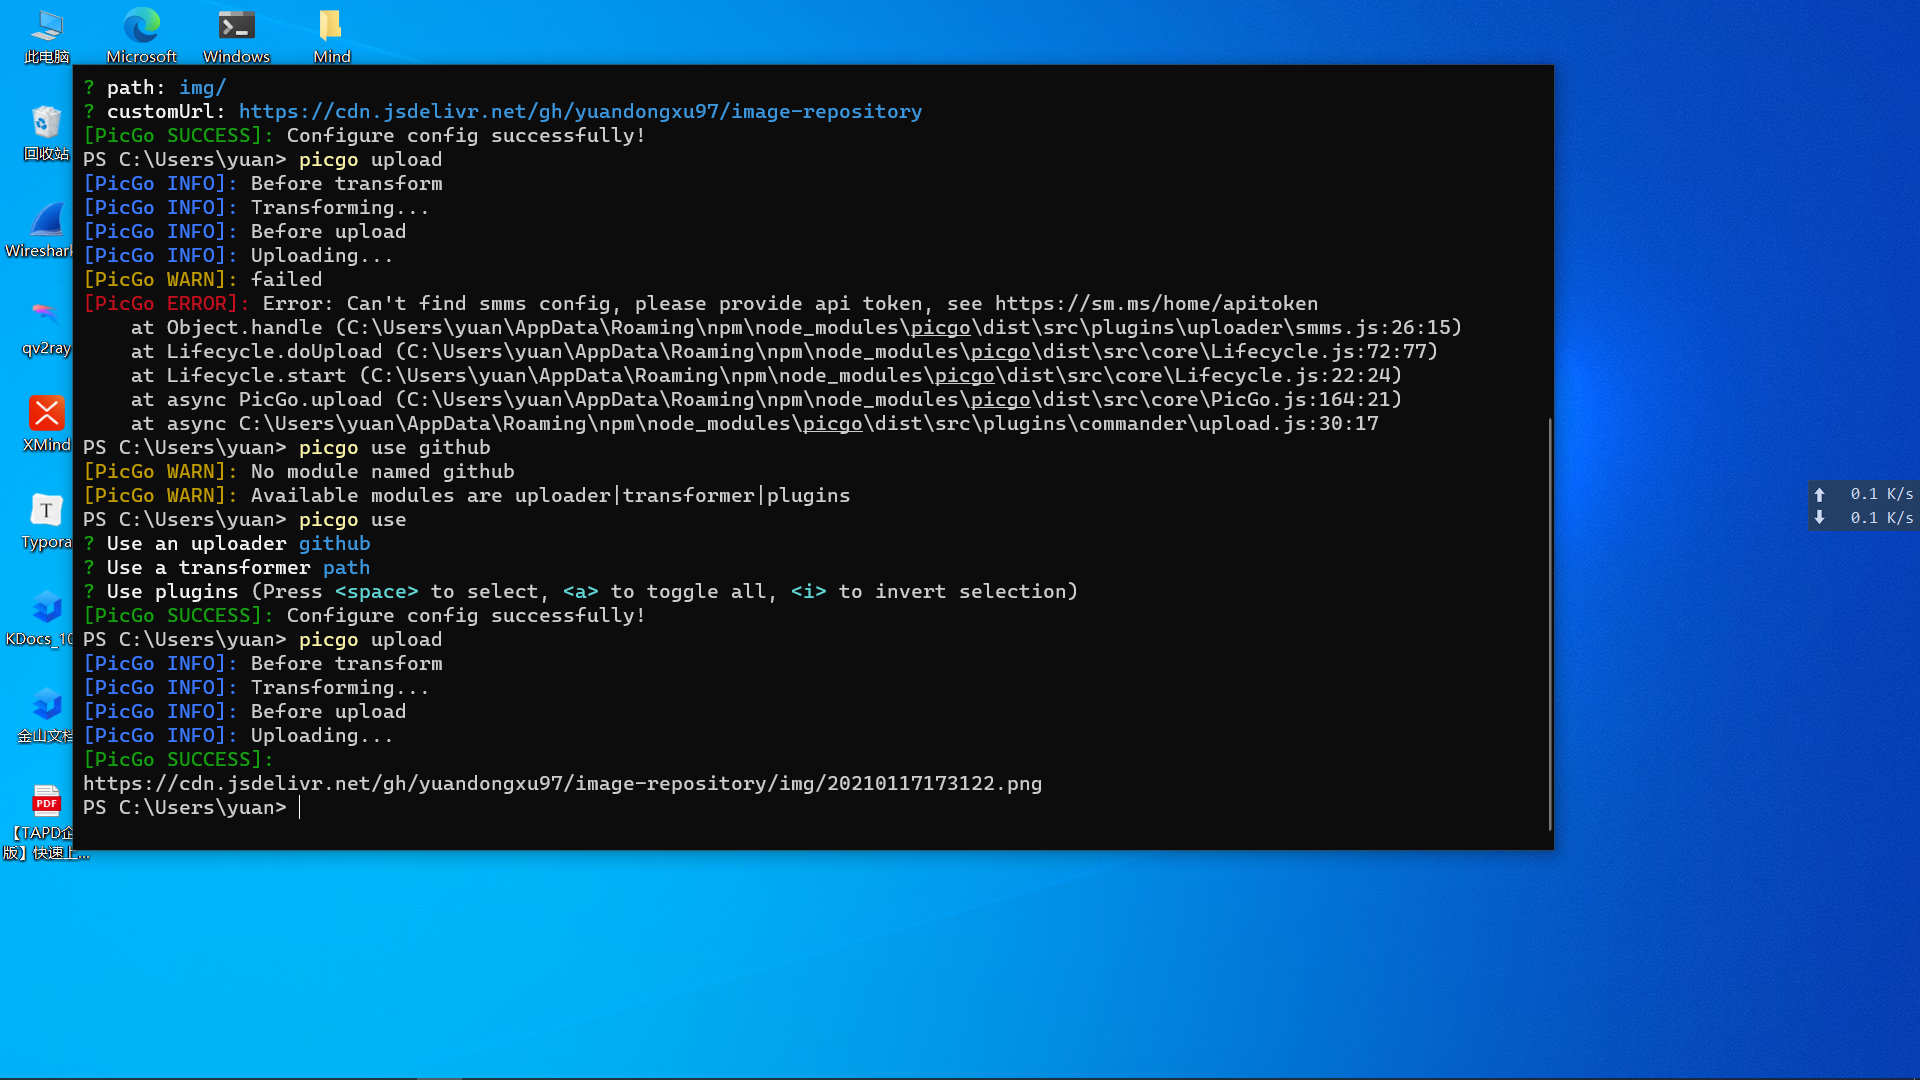 此电脑
Microsoft
Windows
Mind
回收站
Wireshark
qv2ray
XMind
Typora
KDocs_10
金山文档
PDF
【TAPD企
版】快速上...
? path: img/
? customUrl: https://cdn.jsdelivr.net/gh/yuandongxu97/image-repository
[PicGo SUCCESS]: Configure config successfully!
PS C:\Users\yuan> picgo upload
[PicGo INFO]: Before transform
[PicGo INFO]: Transforming...
[PicGo INFO]: Before upload
[PicGo INFO]: Uploading...
[PicGo WARN]: failed
[PicGo ERROR]: Error: Can't find smms config, please provide api token, see https://sm.ms/home/apitoken
    at Object.handle (C:\Users\yuan\AppData\Roaming\npm\node_modules\picgo\dist\src\plugins\uploader\smms.js:26:15)
    at Lifecycle.doUpload (C:\Users\yuan\AppData\Roaming\npm\node_modules\picgo\dist\src\core\Lifecycle.js:72:77)
    at Lifecycle.start (C:\Users\yuan\AppData\Roaming\npm\node_modules\picgo\dist\src\core\Lifecycle.js:22:24)
    at async PicGo.upload (C:\Users\yuan\AppData\Roaming\npm\node_modules\picgo\dist\src\core\PicGo.js:164:21)
    at async C:\Users\yuan\AppData\Roaming\npm\node_modules\picgo\dist\src\plugins\commander\upload.js:30:17
PS C:\Users\yuan> picgo use github
[PicGo WARN]: No module named github
[PicGo WARN]: Available modules are uploader|transformer|plugins
PS C:\Users\yuan> picgo use
? Use an uploader github
? Use a transformer path
? Use plugins (Press <space> to select, <a> to toggle all, <i> to invert selection)
[PicGo SUCCESS]: Configure config successfully!
PS C:\Users\yuan> picgo upload
[PicGo INFO]: Before transform
[PicGo INFO]: Transforming...
[PicGo INFO]: Before upload
[PicGo INFO]: Uploading...
[PicGo SUCCESS]:
https://cdn.jsdelivr.net/gh/yuandongxu97/image-repository/img/20210117173122.png
PS C:\Users\yuan>
0.1 K/s
0.1 K/s